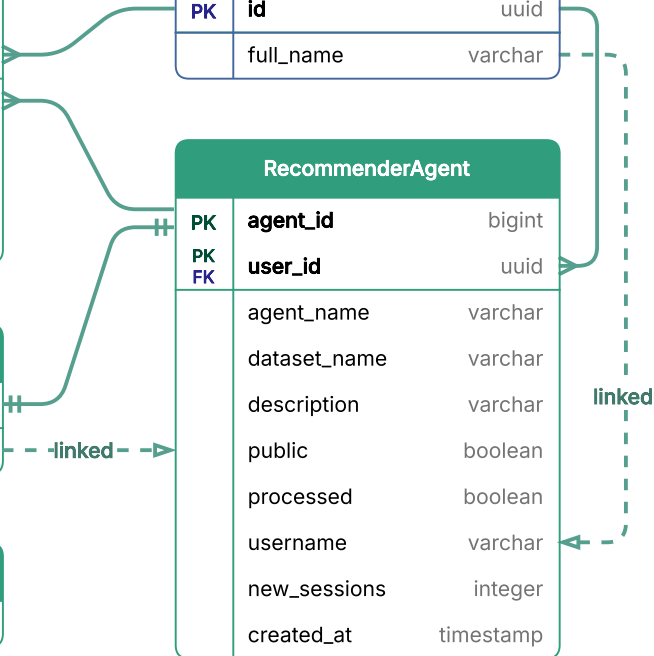 PK id uuid
full_name varchar
RecommenderAgent
PK agent_id bigint
PK FK user_id uuid
agent_name varchar
dataset_name varchar
description varchar
linked
public boolean
linked
processed boolean
username varchar
new_sessions integer
created_at timestamp